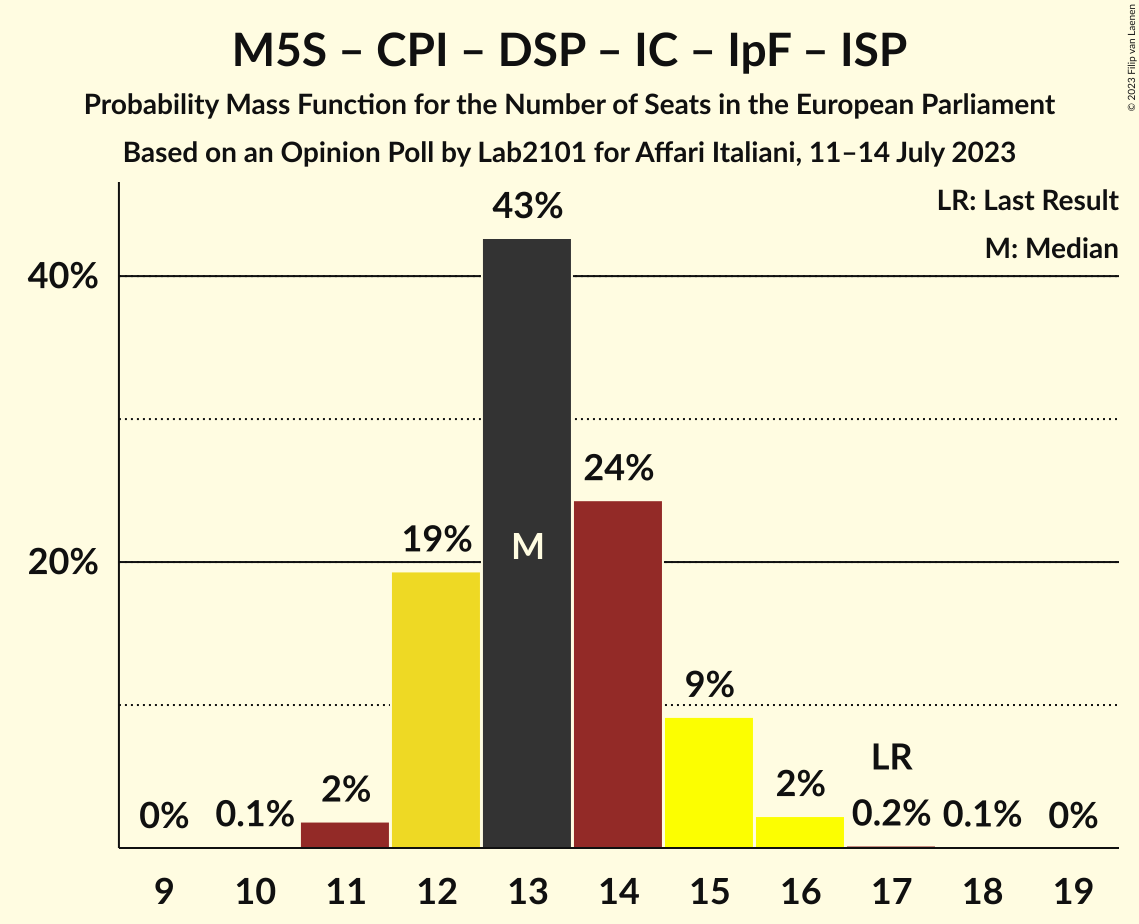 M5S – CPI – DSP – IC – IpF – ISP
Probability Mass Function for the Number of Seats in the European Parliament
Based on an Opinion Poll by Lab2101 for Affari Italiani, 11–14 July 2023
© 2023 Filip van Laenen
LR: Last Result
M: Median
43%
40%
24%
M
19%
20%
9%
LR
2%
2%
0%
0.1%
0.2%
0.1%
0%
9 10 11 12 13 14 15 16 17 18 19